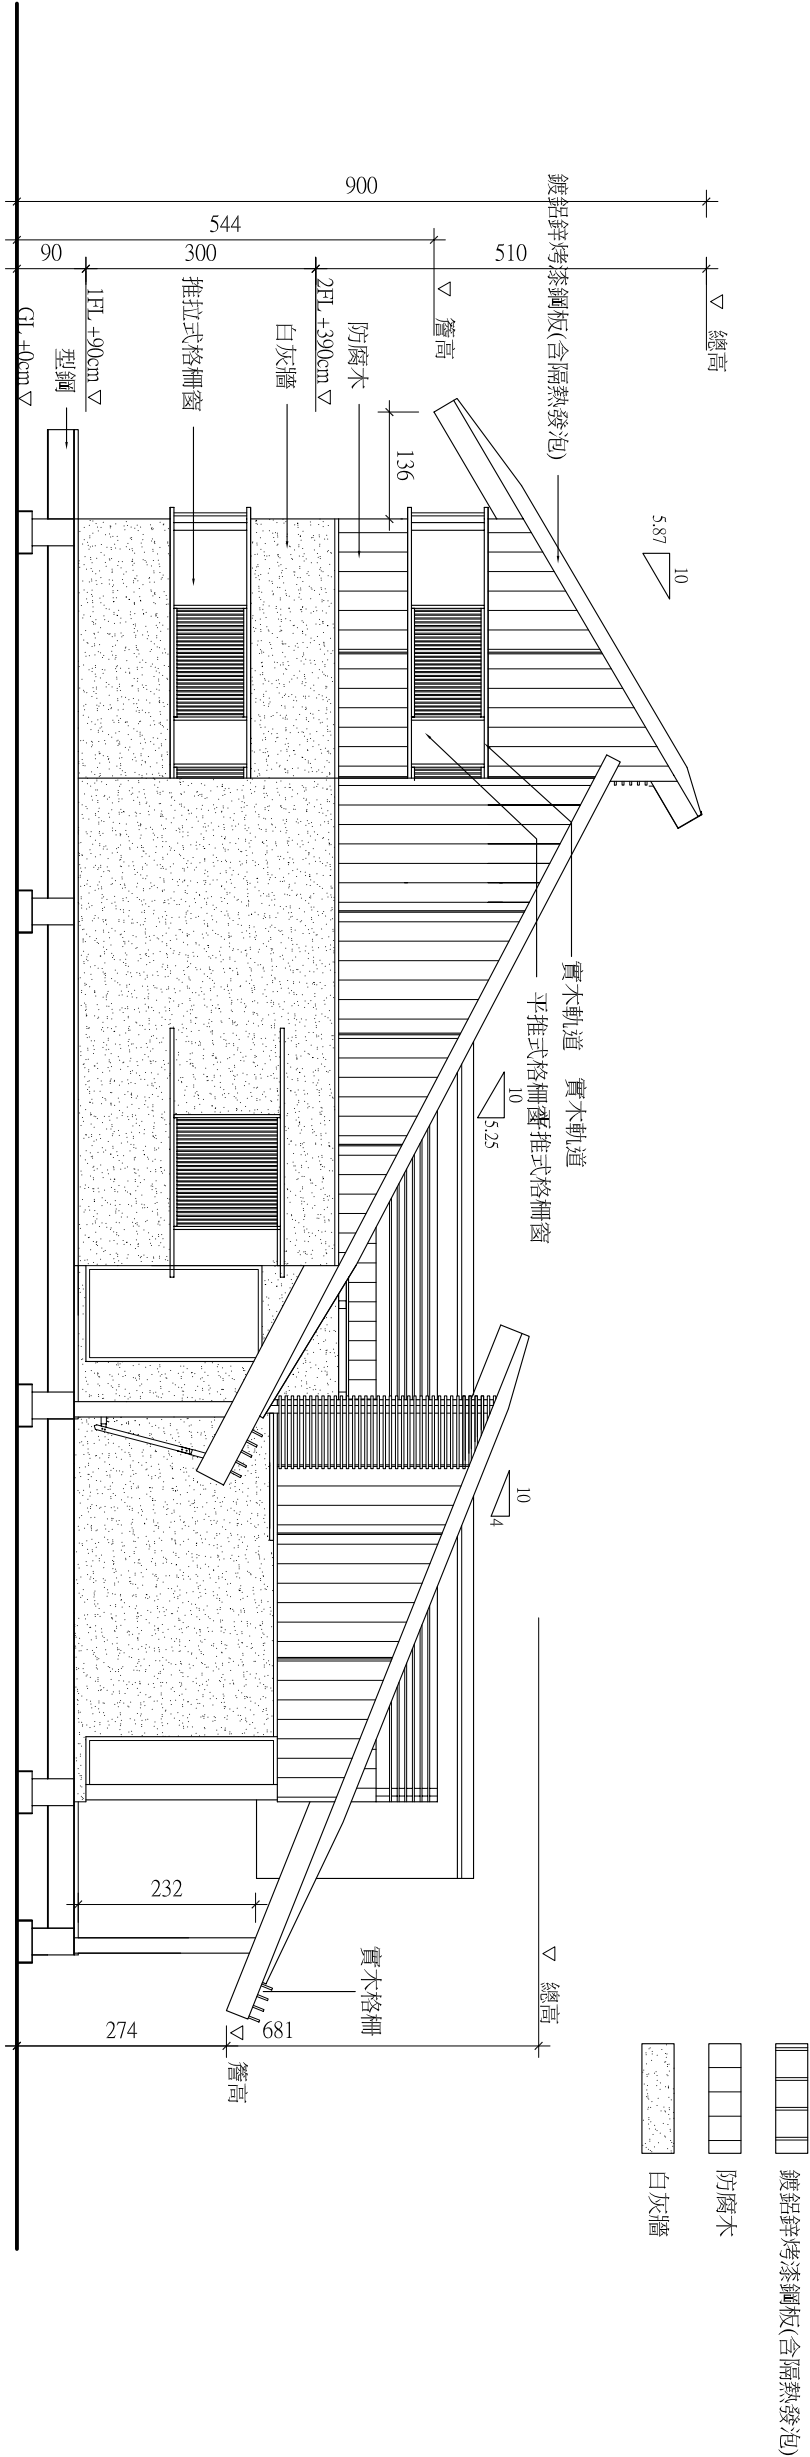 900
544
90
300
510
鍍鋁鋅烤漆鋼板(含隔熱發泡)
▽ 總高
▽ 簷高
2FL +390cm ▽
1FL +90cm ▽
GL +0cm ▽
防腐木
白灰牆
推拉式格柵窗
型鋼
136
5.87
10
實木軌道
實木軌道
平推式格柵窗
平推式格柵窗
10
5.25
10
4
232
實木格柵
▽ 總高
274
681
▽ 簷高
鍍鋁鋅烤漆鋼板(含隔熱發泡)
防腐木
白灰牆